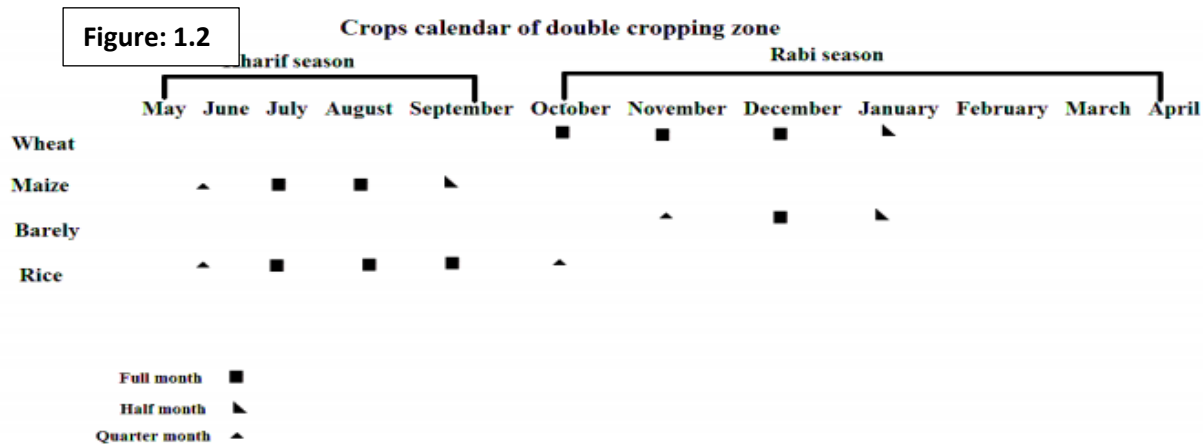 Figure: 1.2
Crops calendar of double cropping zone
harif season
Rabi season
May June July August September October November December January February March April
Wheat
Maize
Barely
Rice
Full month
Half month
Quarter month